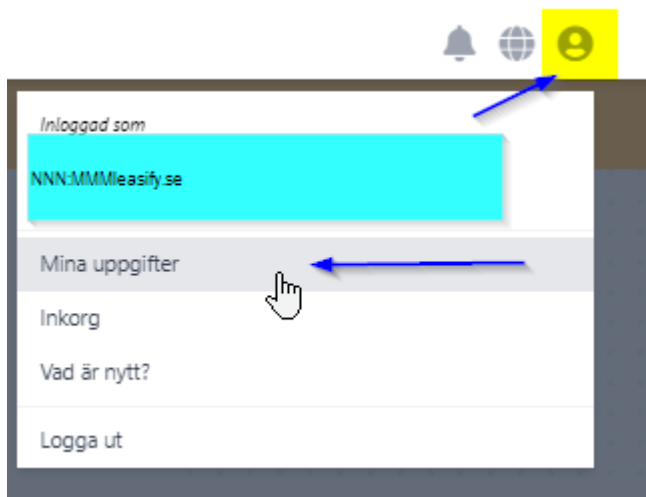 Inloggad som
NNN:MMMleasify.se
Mina uppgifter
Inkorg
Vad är nytt?
Logga ut